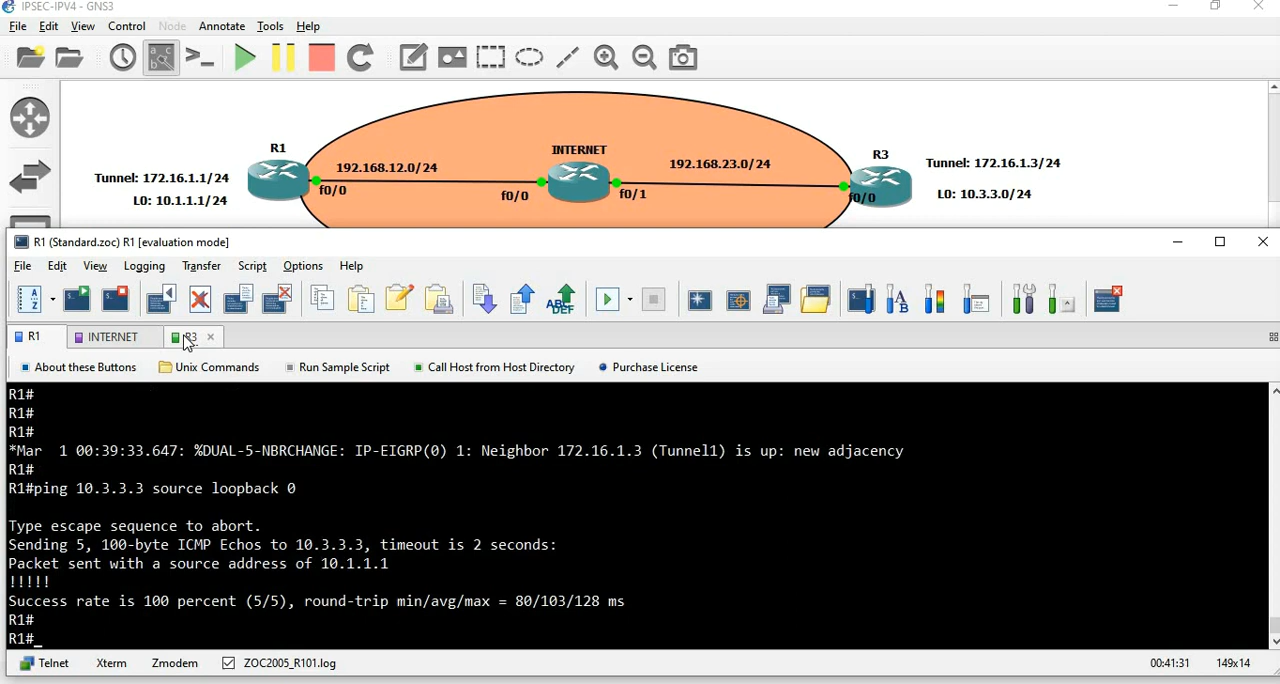 IPSEC-IPV4 - GNS3
File Edit View Control Node Annotate Tools Help
R1
INTERNET
R3
Tunnel: 172.16.1.1/24
L0: 10.1.1.1/24
192.168.12.0/24
f0/0
f0/0
192.168.23.0/24
f0/1
f0/0
Tunnel: 172.16.1.3/24
L0: 10.3.3.0/24
R1 (Standard.zoc) R1 [evaluation mode]
File Edit View Logging Transfer Script Options Help
R1 INTERNET R3
About these Buttons Unix Commands Run Sample Script Call Host from Host Directory Purchase License
R1#
R1#
R1#
*Mar  1 00:39:33.647: %DUAL-5-NBRCHANGE: IP-EIGRP(0) 1: Neighbor 172.16.1.3 (Tunnel1) is up: new adjacency
R1#
R1#ping 10.3.3.3 source loopback 0
Type escape sequence to abort.
Sending 5, 100-byte ICMP Echos to 10.3.3.3, timeout is 2 seconds:
Packet sent with a source address of 10.1.1.1
!!!!!
Success rate is 100 percent (5/5), round-trip min/avg/max = 80/103/128 ms
R1#
R1#_
Telnet Xterm Zmodem ZOC2005_R101.log 00:41:31 149x14